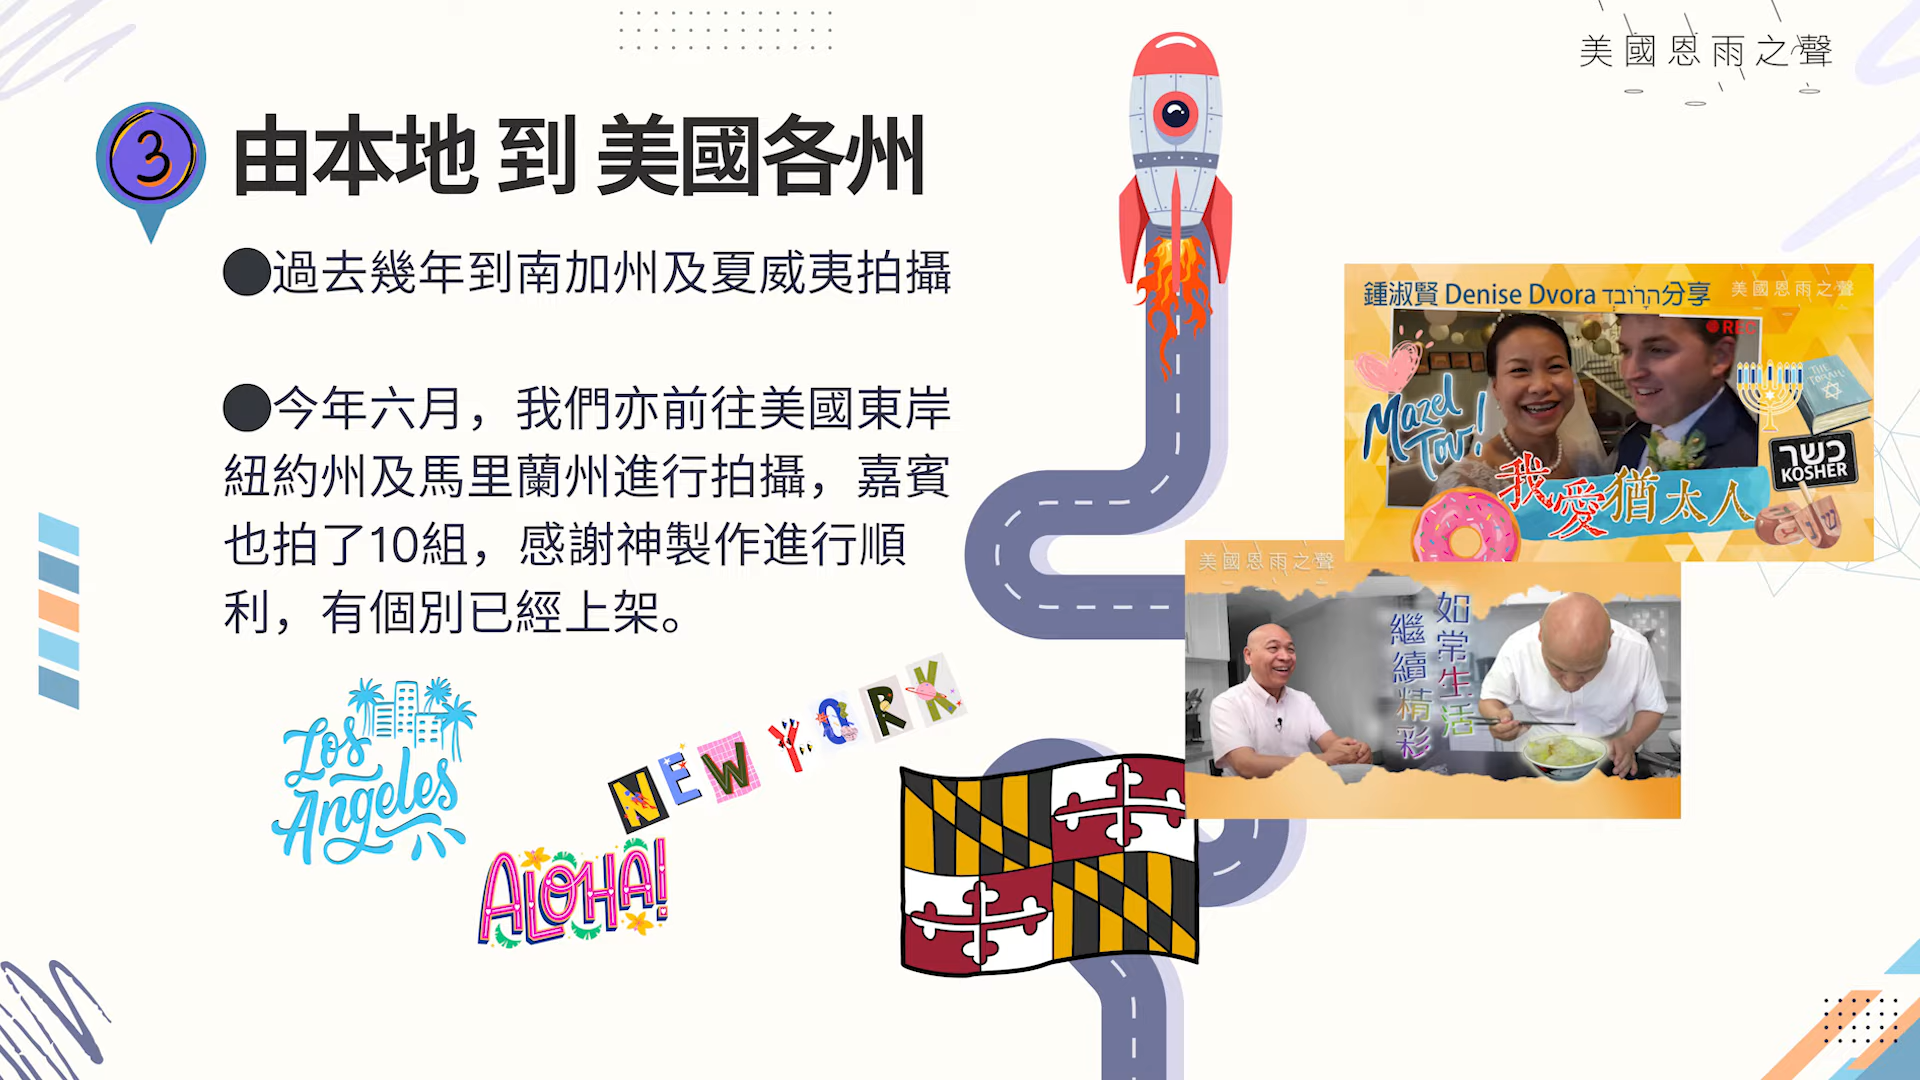 美國恩雨之聲
3
由本地 到 美國各州
●過去幾年到南加州及夏威夷拍攝
●今年六月，我們亦前往美國東岸
紐約州及馬里蘭州進行拍攝，嘉賓
也拍了10組，感謝神製作進行順
利，有個別已經上架。
Los
Angeles
NEW YORK
ALOHA!
鍾淑賢 Denise Dvora דְּבוֹרָה分享
美國恩雨之聲
REC
Mazel
Tov!
THE
TORAH
כשר
KOSHER
我愛猶太人
美國恩雨之聲
如常生活
繼續精彩